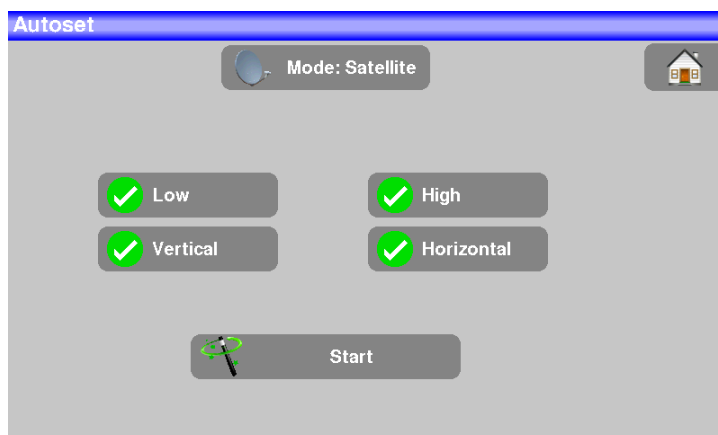 Autoset
Mode: Satellite
Low
High
Vertical
Horizontal
Start